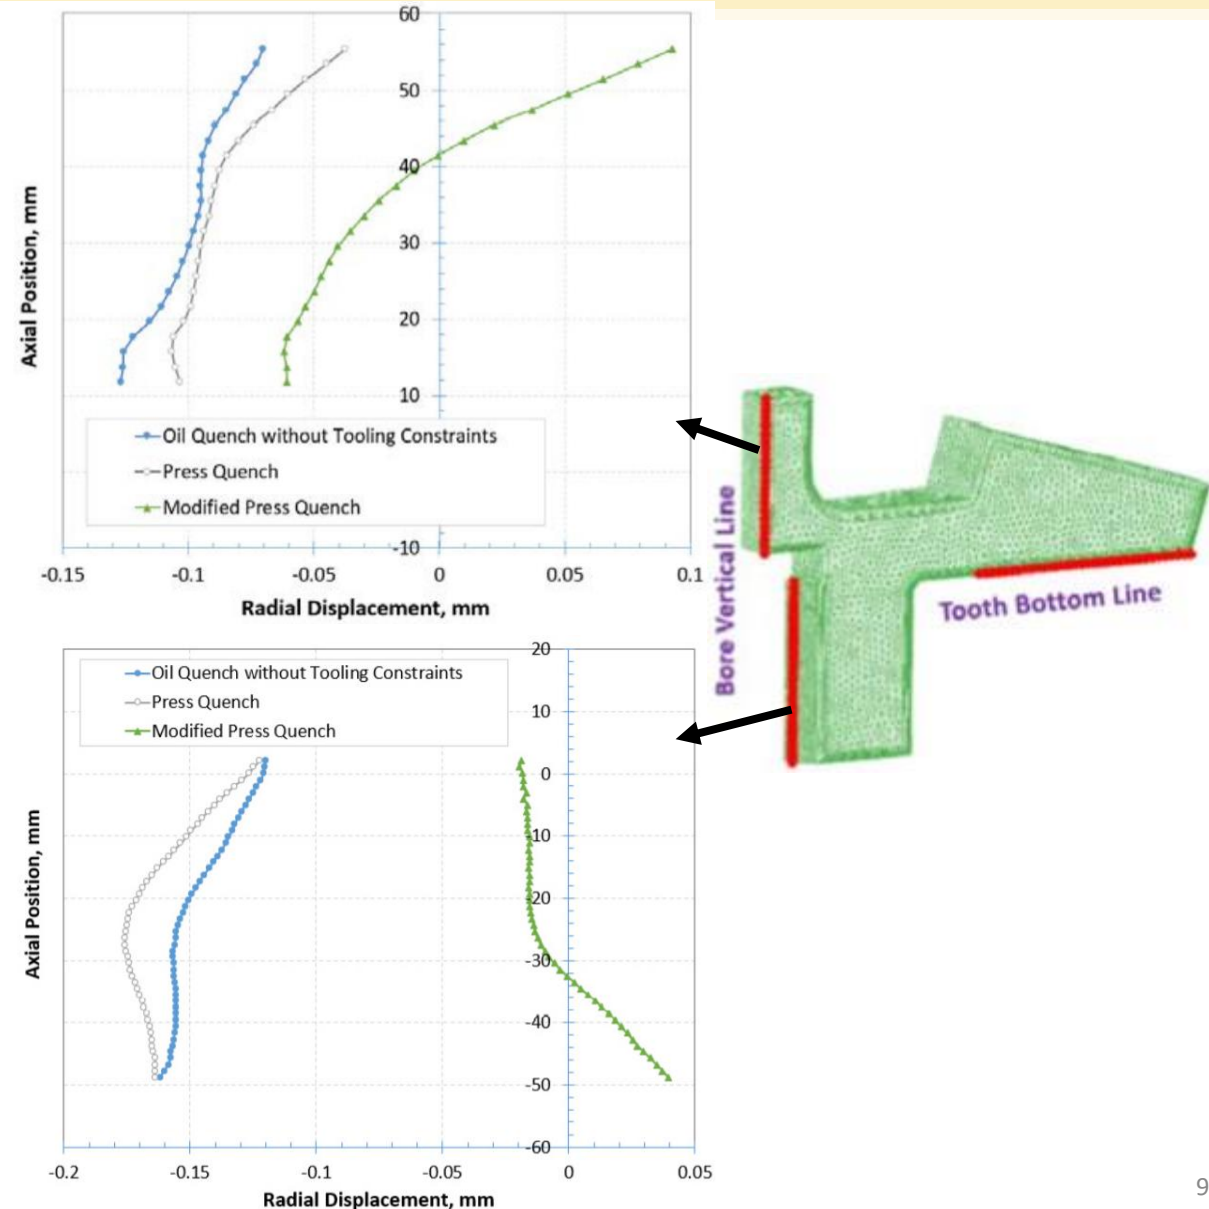 60
50
40
30
20
10
-10
-0.15 -0.1 -0.05 0 0.05 0.1
Axial Position, mm
Radial Displacement, mm
Oil Quench without Tooling Constraints
Press Quench
Modified Press Quench
Bore Vertical Line
Tooth Bottom Line
20
10
0
-10
-20
-30
-40
-50
-60
-0.2 -0.15 -0.1 -0.05 0 0.05
Axial Position, mm
Radial Displacement, mm
Oil Quench without Tooling Constraints
Press Quench
Modified Press Quench
9